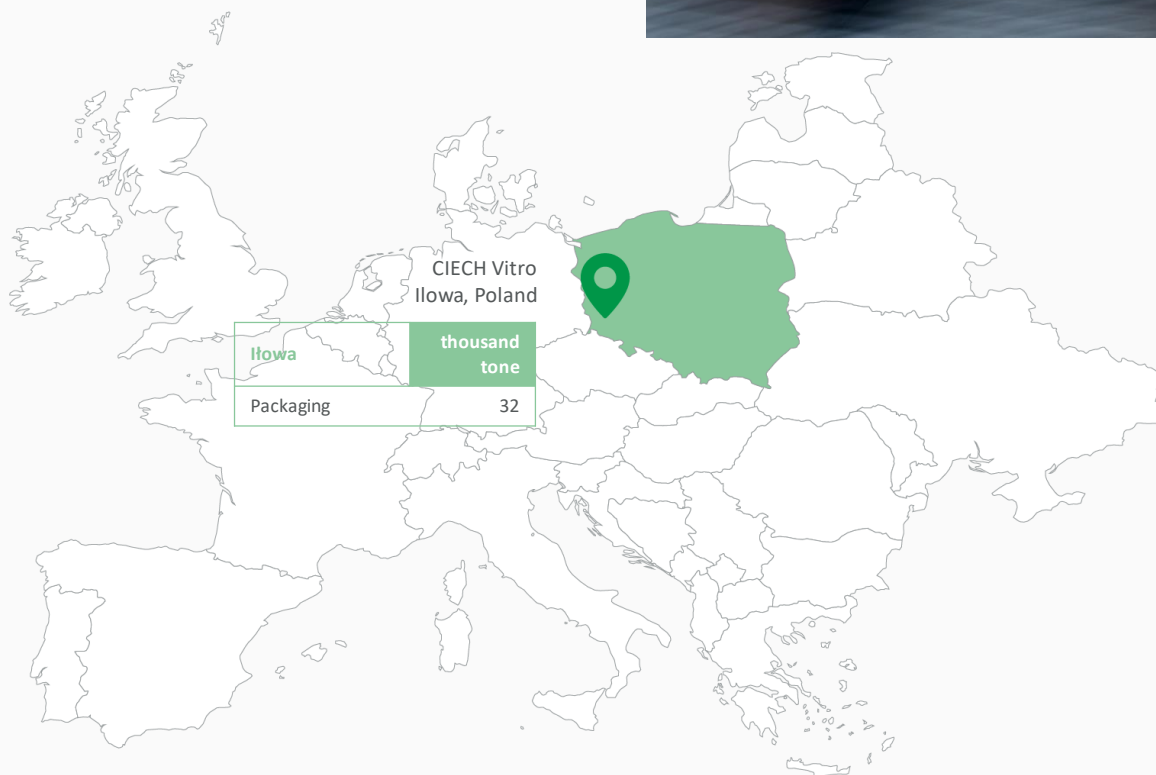 CIECH Vitro
Ilowa, Poland
Iłowa
thousand
tone
Packaging 32